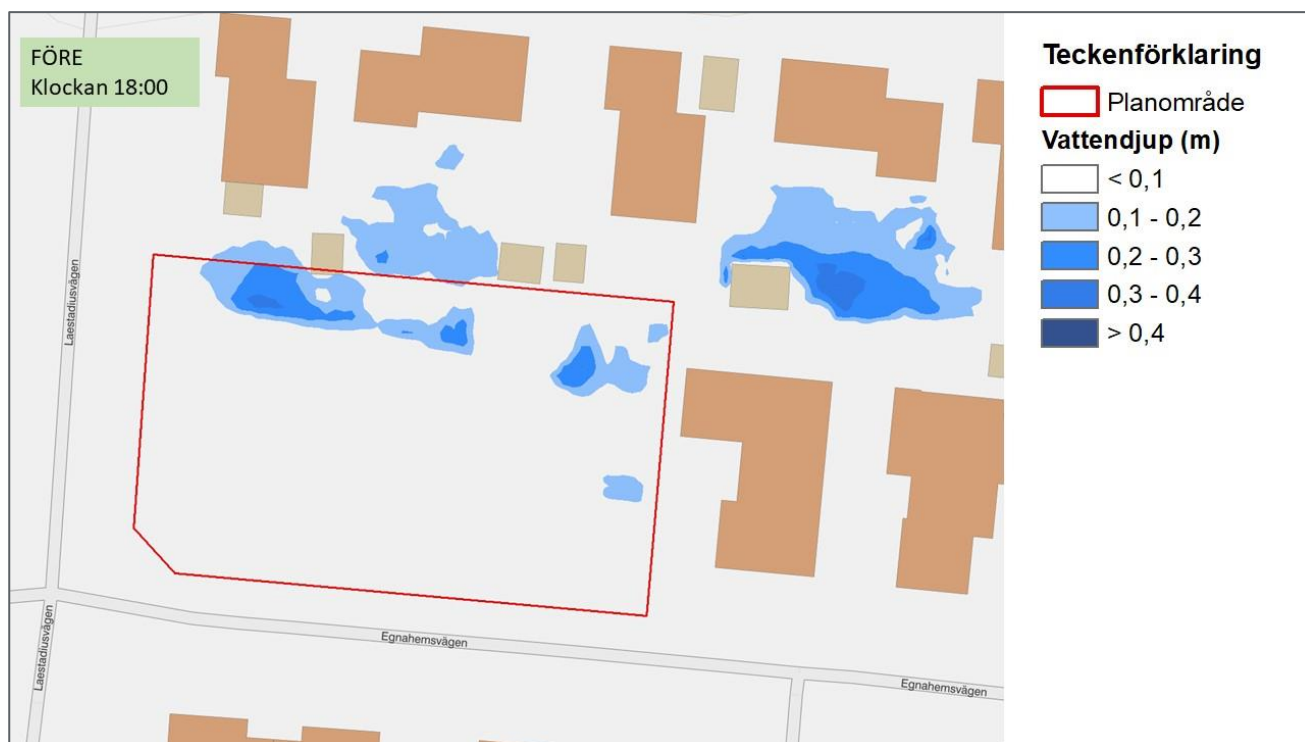 FÖRE
Klockan 18:00
Laestadiusvägen
Laestadiusvägen
Egnahemsvägen
Egnahemsvägen
Teckenförklaring
Planområde
Vattendjup (m)
< 0,1
0,1 - 0,2
0,2 - 0,3
0,3 - 0,4
> 0,4